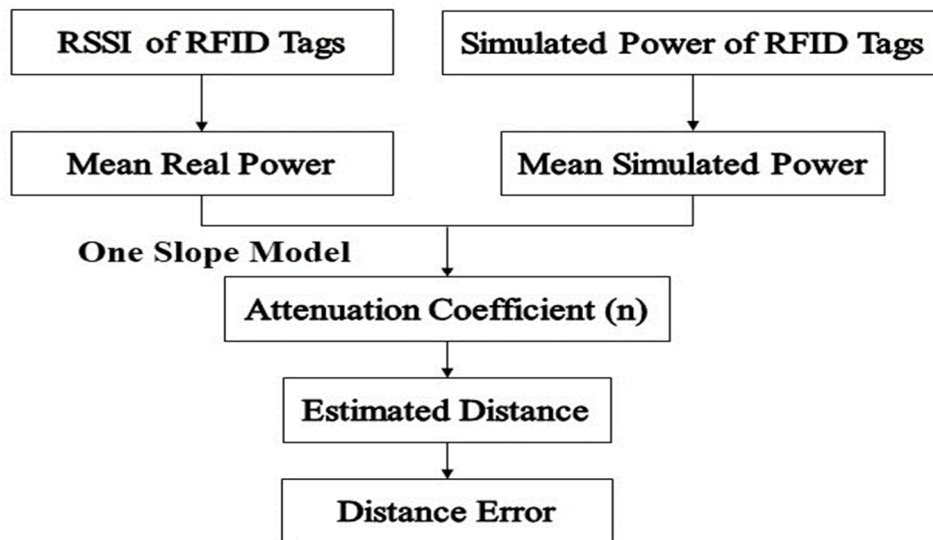 RSSI of RFID Tags
Simulated Power of RFID Tags
Mean Real Power
Mean Simulated Power
One Slope Model
Attenuation Coefficient (n)
Estimated Distance
Distance Error